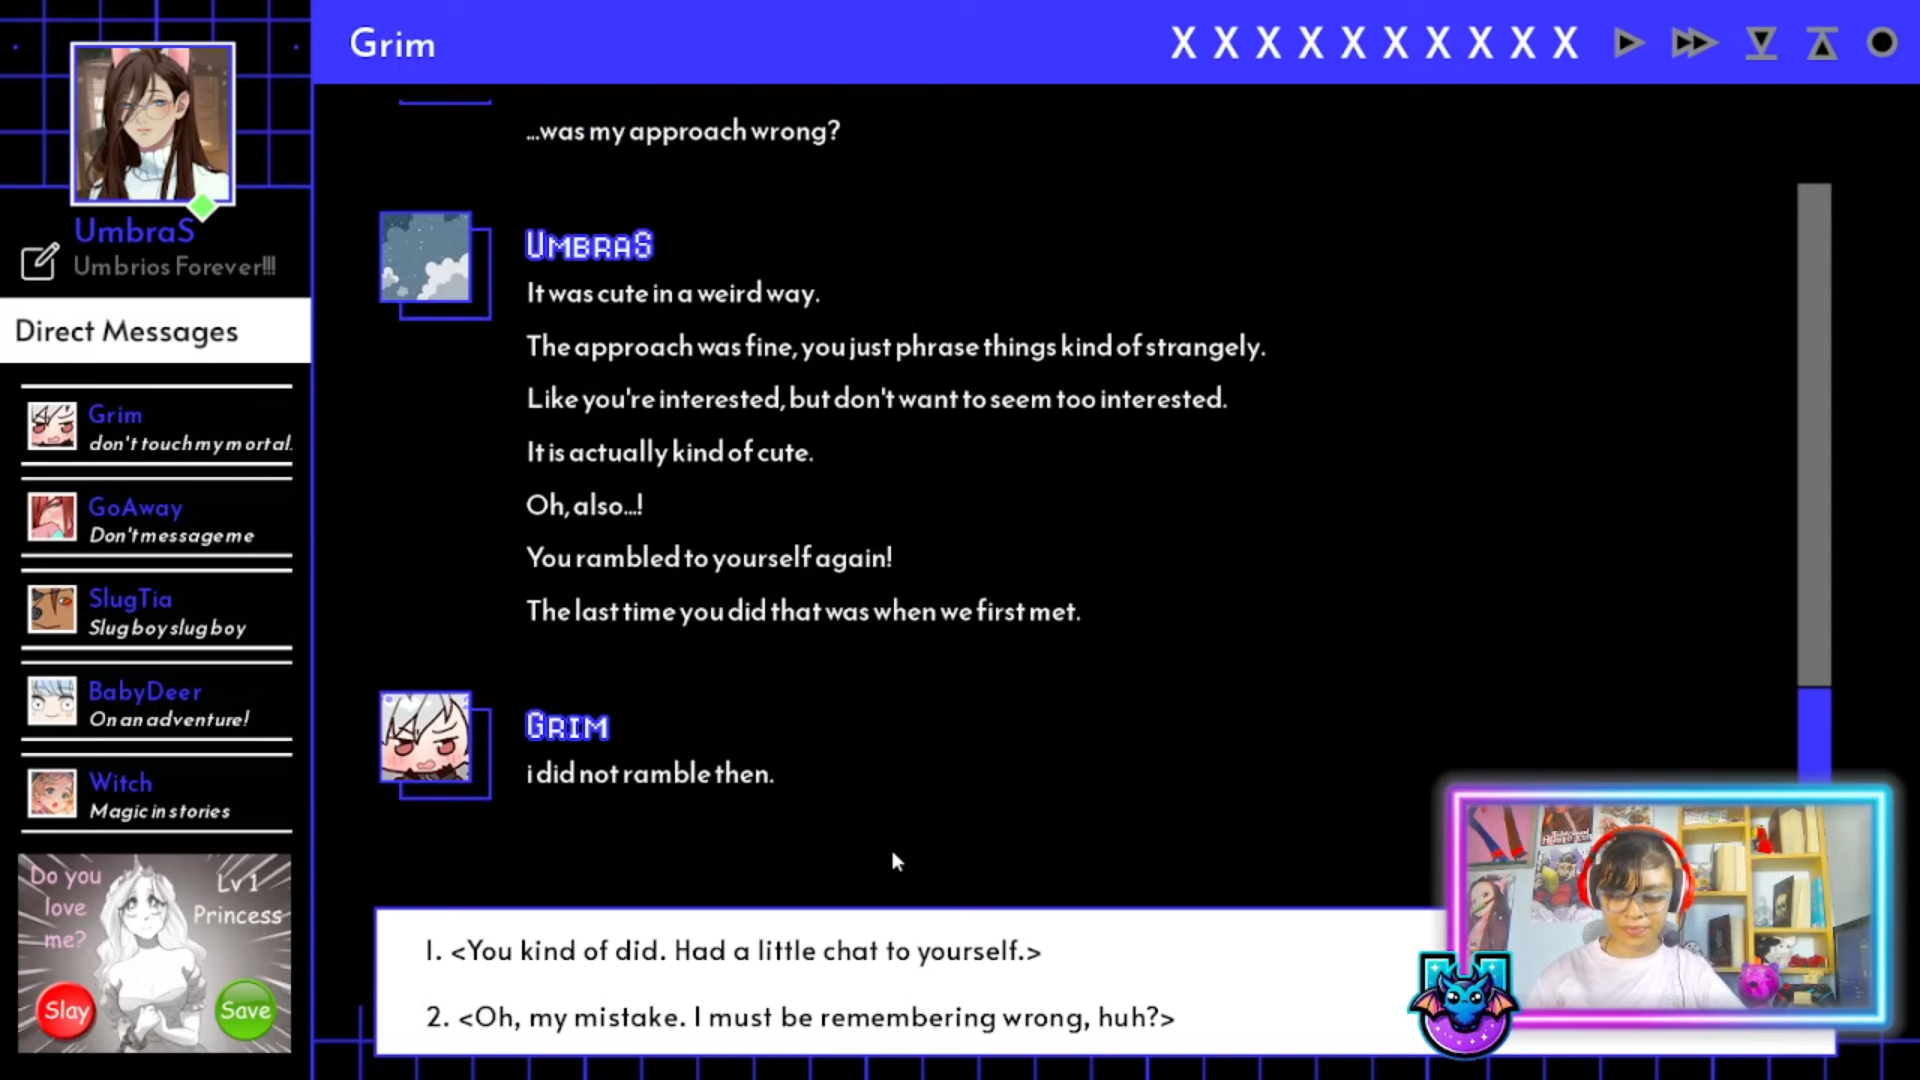 Grim
X X X X X X X X X X
UmbraS
Umbrios Forever!!!
Direct Messages
Grim
don't touch my mortal.
GoAway
Don't message me
SlugTia
Slug boy slug boy
BabyDeer
On an adventure!
Witch
Magic in stories
Do you love me?
Lv 1 Princess
Slay
Save
...was my approach wrong?
UmbraS
It was cute in a weird way.
The approach was fine, you just phrase things kind of strangely.
Like you're interested, but don't want to seem too interested.
It is actually kind of cute.
Oh, also...!
You rambled to yourself again!
The last time you did that was when we first met.
Grim
i did not ramble then.
1. <You kind of did. Had a little chat to yourself.>
2. <Oh, my mistake. I must be remembering wrong, huh?>